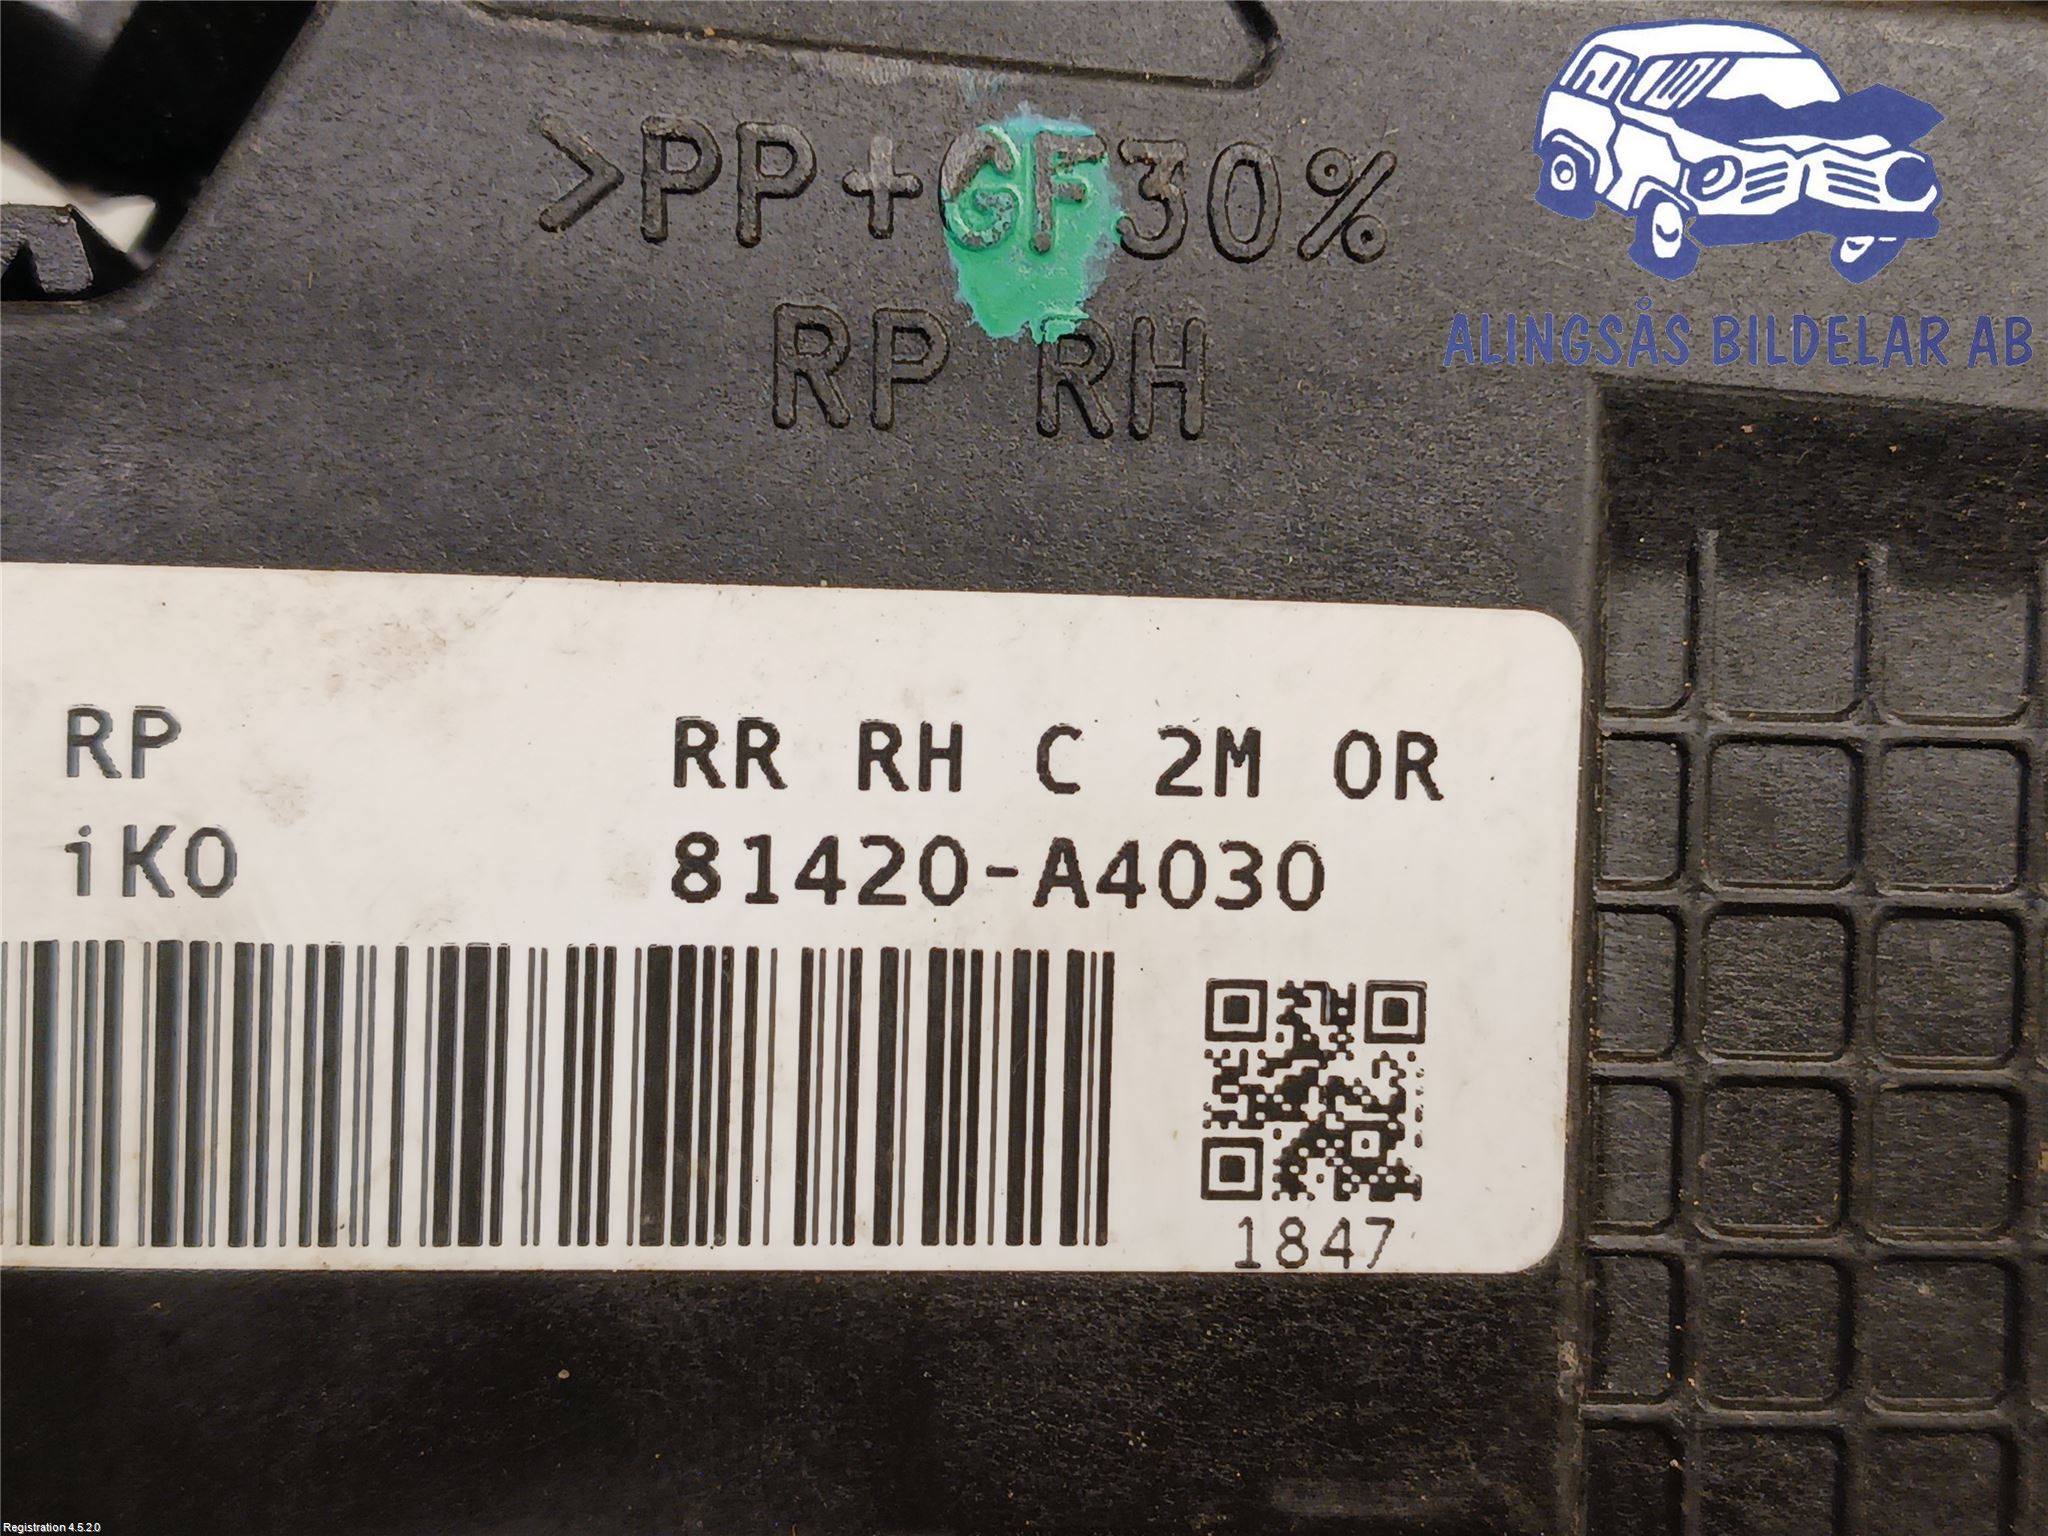 >PP+GF30%
RP RH
ALINGSÅS BILDELAR AB
RP RR RH C 2M OR
iKO 81420-A4030
1847
Registration 4.5.2.0